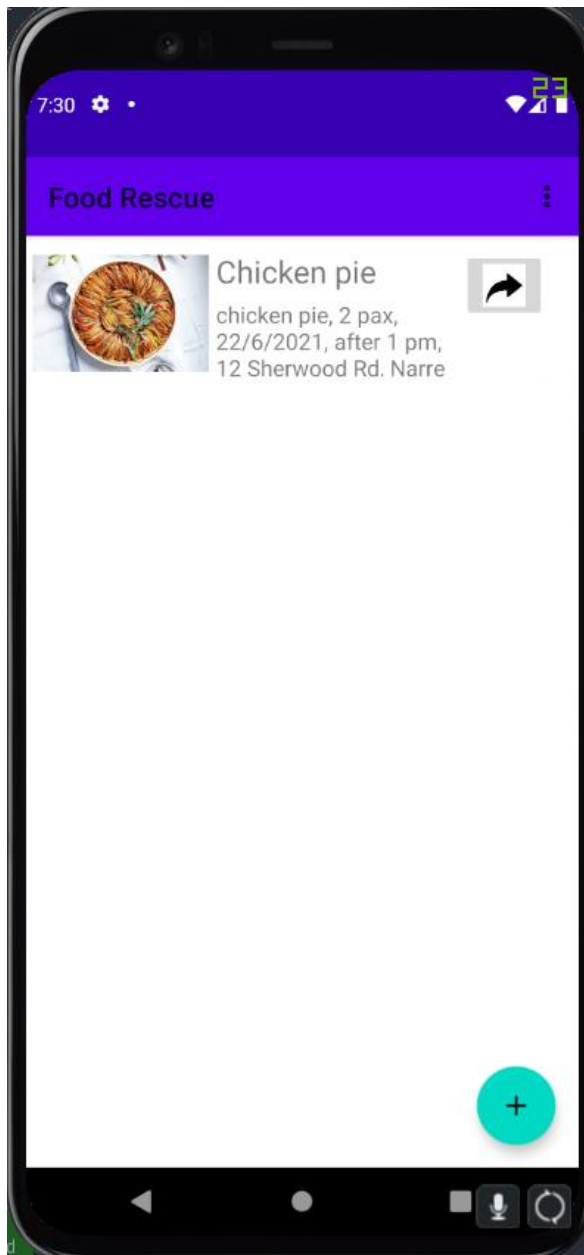 7:30
23
Food Rescue
Chicken pie
chicken pie, 2 pax,
22/6/2021, after 1 pm,
12 Sherwood Rd. Narre
d